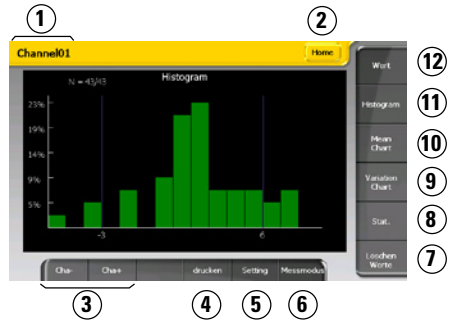 1
2
Channel01
Home
Wert
12
N = 43/43
Histogram
Histogram
11
23%
19%
14%
9%
5%
-3
6
Mean
Chart
10
Variation
Chart
9
Stat.
8
Löschen
Werte
7
Cha-
Cha+
drucken
Setting
Messmodus
3
4
5
6